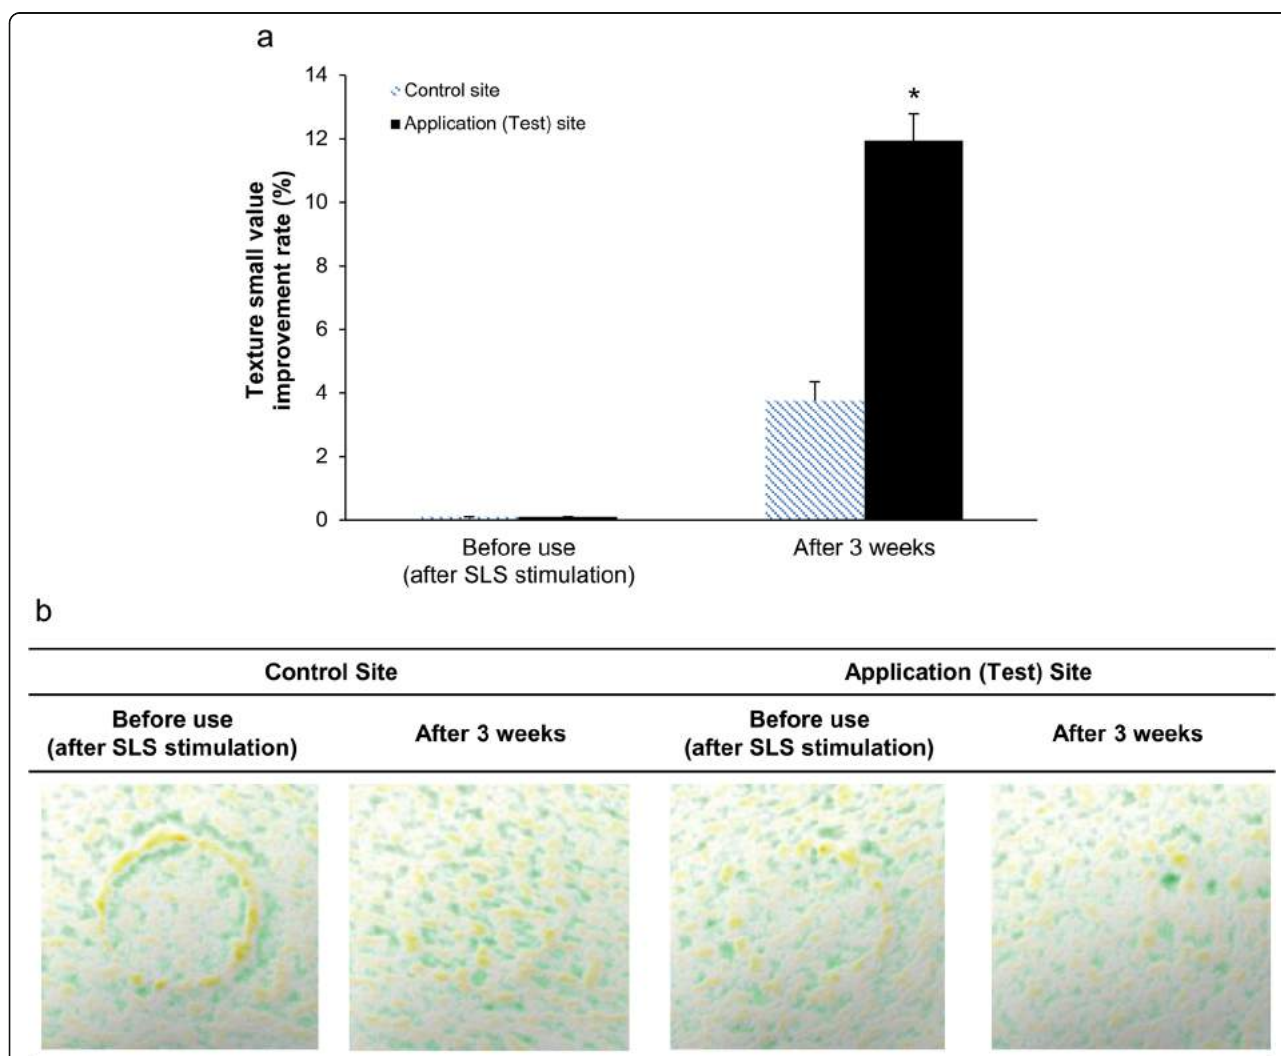 a
14
12
10
8
6
4
2
0
Texture small value
improvement rate (%)
Control site
Application (Test) site
*
Before use
(after SLS stimulation)
After 3 weeks
b
Control Site
Application (Test) Site
Before use
(after SLS stimulation)
After 3 weeks
Before use
(after SLS stimulation)
After 3 weeks